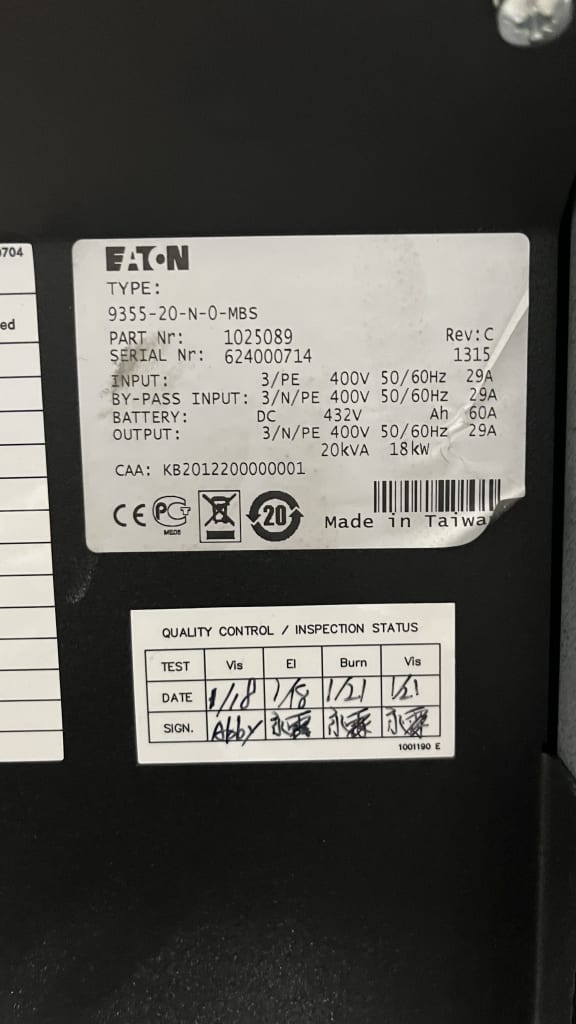 0704
ed
EATON
TYPE:
9355-20-N-0-MBS
PART Nr: 1025089 Rev:C
SERIAL Nr: 624000714 1315
INPUT: 3/PE 400V 50/60Hz 29A
BY-PASS INPUT: 3/N/PE 400V 50/60Hz 29A
BATTERY: DC 432V Ah 60A
OUTPUT: 3/N/PE 400V 50/60Hz 29A
20kVA 18kW
CAA: KB2012200000001
CE PG 20 Made in Taiwa
ME06
QUALITY CONTROL / INSPECTION STATUS
TEST Vis El Burn Vis
DATE 1/18 1/18 1/21 1/21
SIGN. Abby
1001190 E